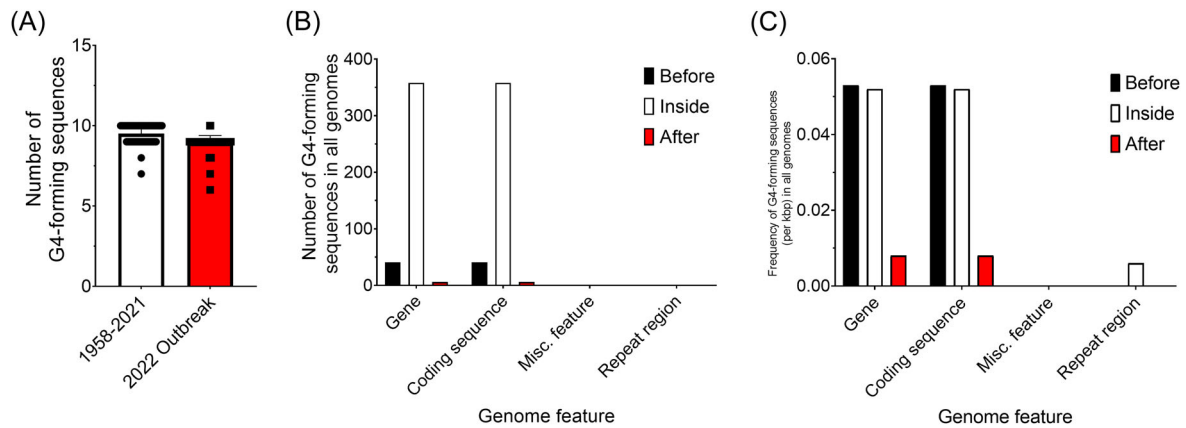 (A)
Number of
G4-forming sequences
15
10
5
0
1958-2021
2022 Outbreak
(B)
Number of G4-forming
sequences in all genomes
400
300
200
100
50
0
Before
Inside
After
Gene
Coding sequence
Misc. feature
Repeat region
Genome feature
(C)
Frequency of G4-forming sequences
(per kbp) in all genomes
0.06
0.04
0.02
0.00
Before
Inside
After
Gene
Coding sequence
Misc. feature
Repeat region
Genome feature